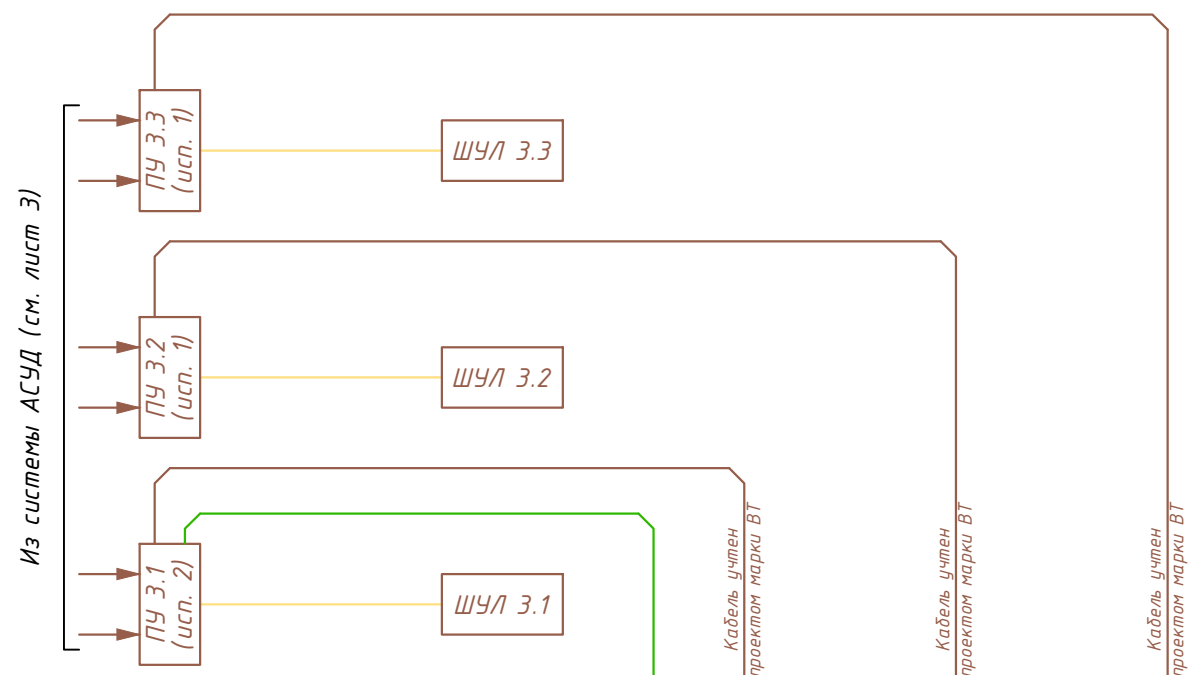 Из системы АСУД (см. лист 3)
ПУ 3.3
(исп. 1)
ШУЛ 3.3
ПУ 3.2
(исп. 1)
ШУЛ 3.2
ПУ 3.1
(исп. 2)
ШУЛ 3.1
Кабель учтен
проектом марки ВТ
Кабель учтен
проектом марки ВТ
Кабель учтен
проектом марки ВТ